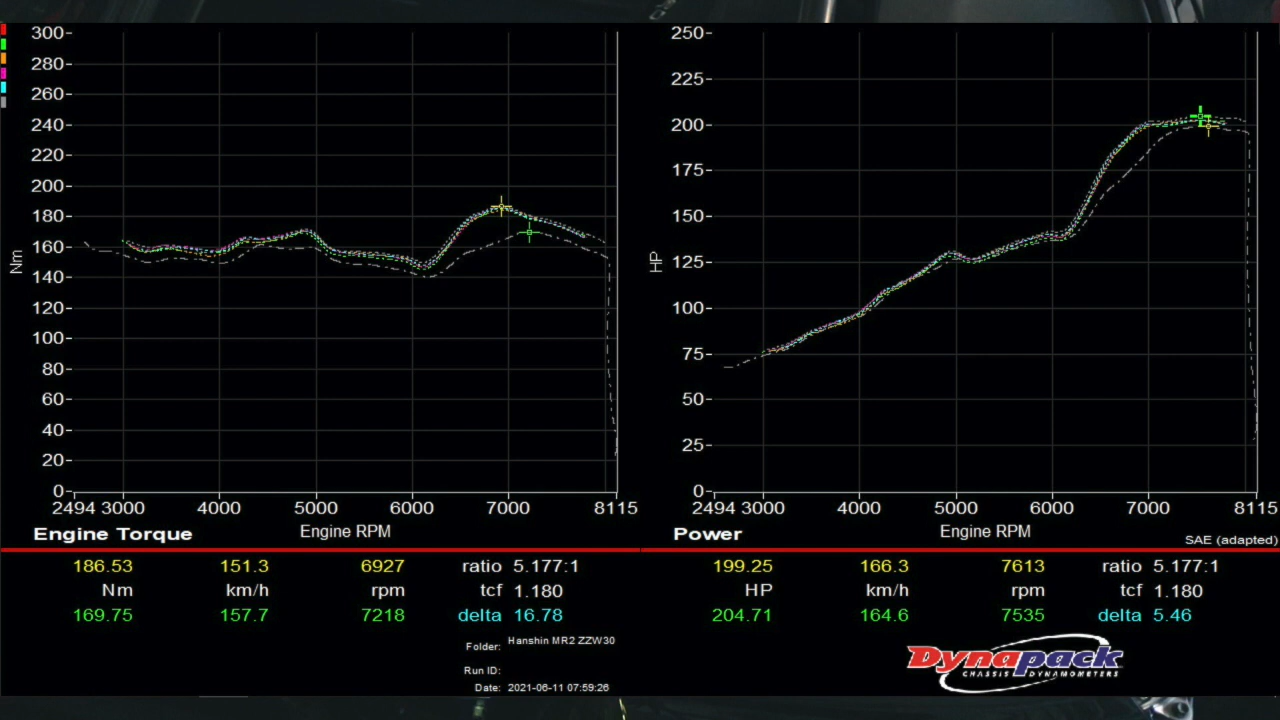 300-
280-
260-
240-
220-
200-
180-
160-
140-
120-
100-
80-
60-
40-
20-
0-
Nm
2494 3000 4000 5000 6000 7000 8115
Engine Torque
Engine RPM
250-
225-
200-
175-
150-
125-
100-
75-
50-
25-
0-
HP
2494 3000 4000 5000 6000 7000 8115
Power
Engine RPM
SAE (adapted)
186.53 151.3 6927 ratio 5.177:1
Nm km/h rpm tcf 1.180
169.75 157.7 7218 delta 16.78
199.25 166.3 7613 ratio 5.177:1
HP km/h rpm tcf 1.180
204.71 164.6 7535 delta 5.46
Folder: Hanshin MR2 ZZW30
Run ID:
Date: 2021-06-11 07:59:26
Dynapack
CHASSIS DYNAMOMETERS